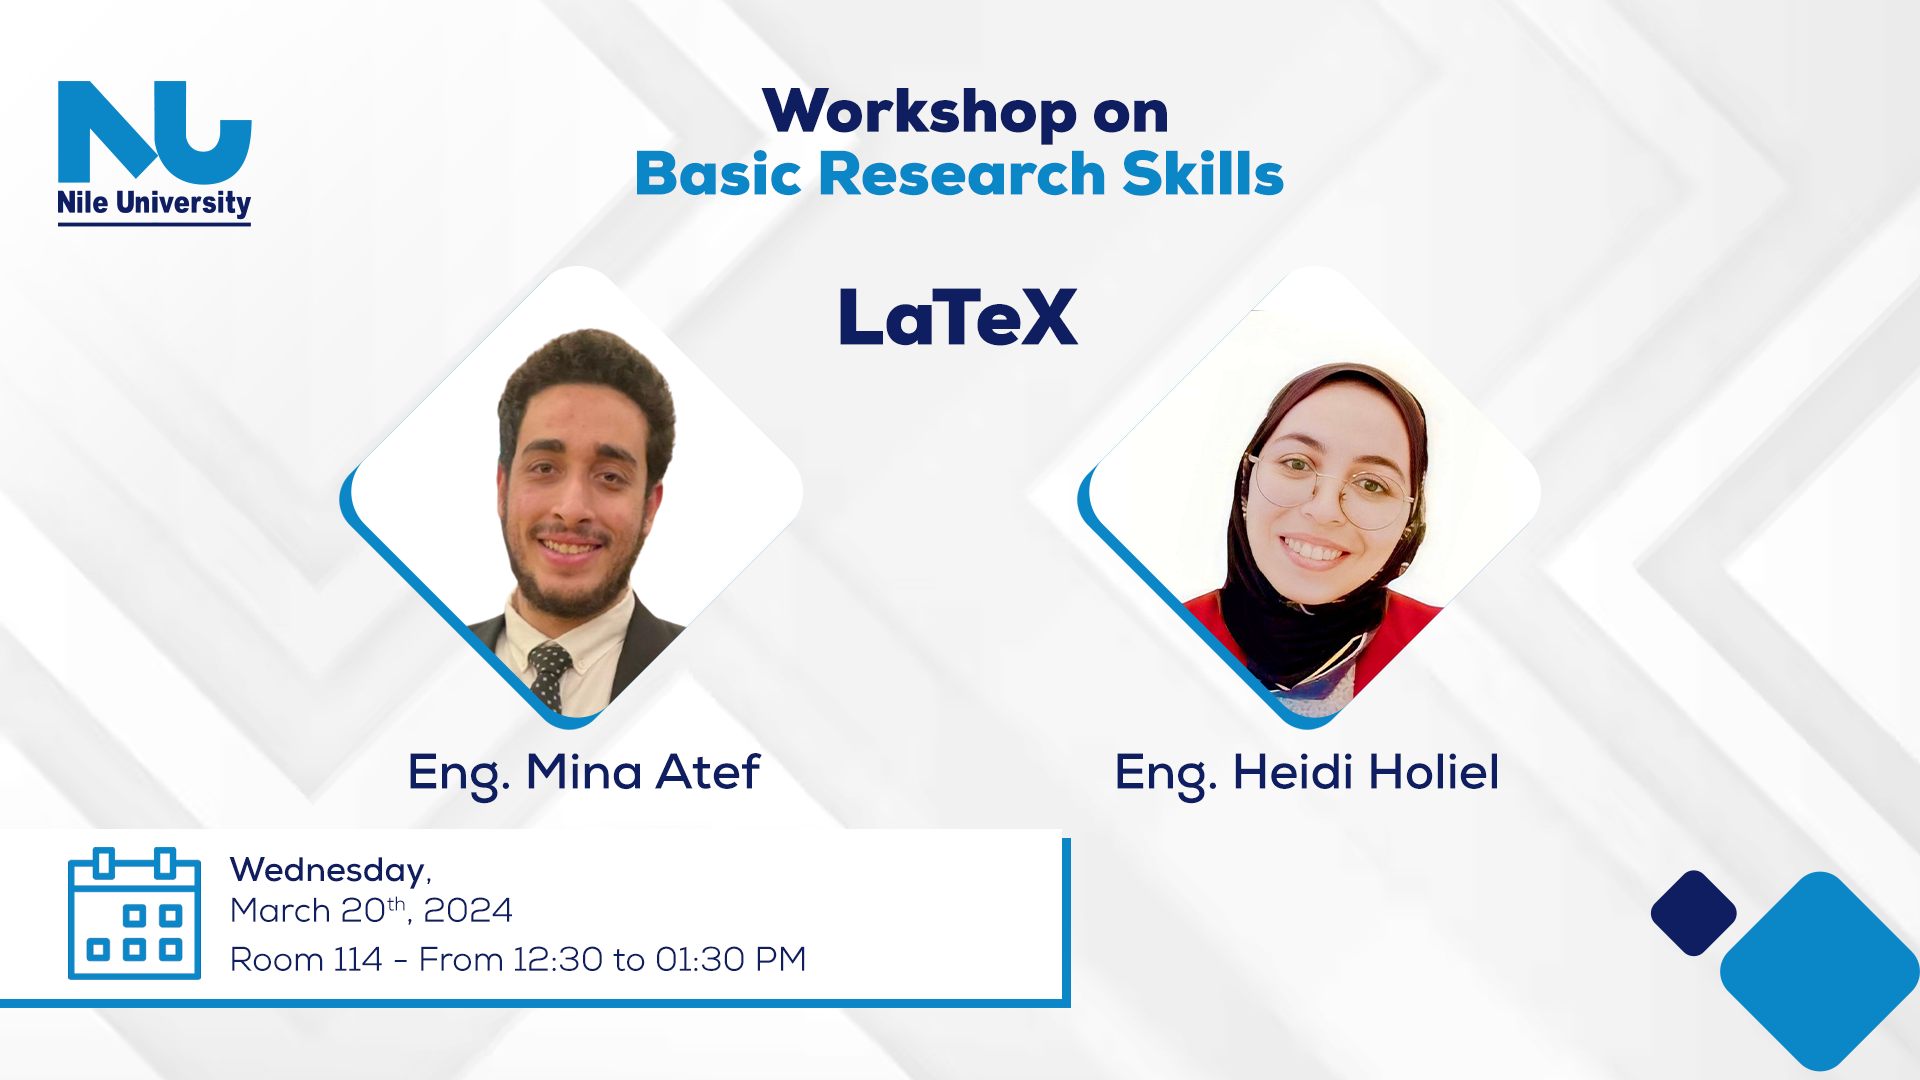 NU
Nile University
Workshop on
Basic Research Skills
LaTeX
Eng. Mina Atef
Eng. Heidi Holiel
Wednesday,
March 20th, 2024
Room 114 - From 12:30 to 01:30 PM